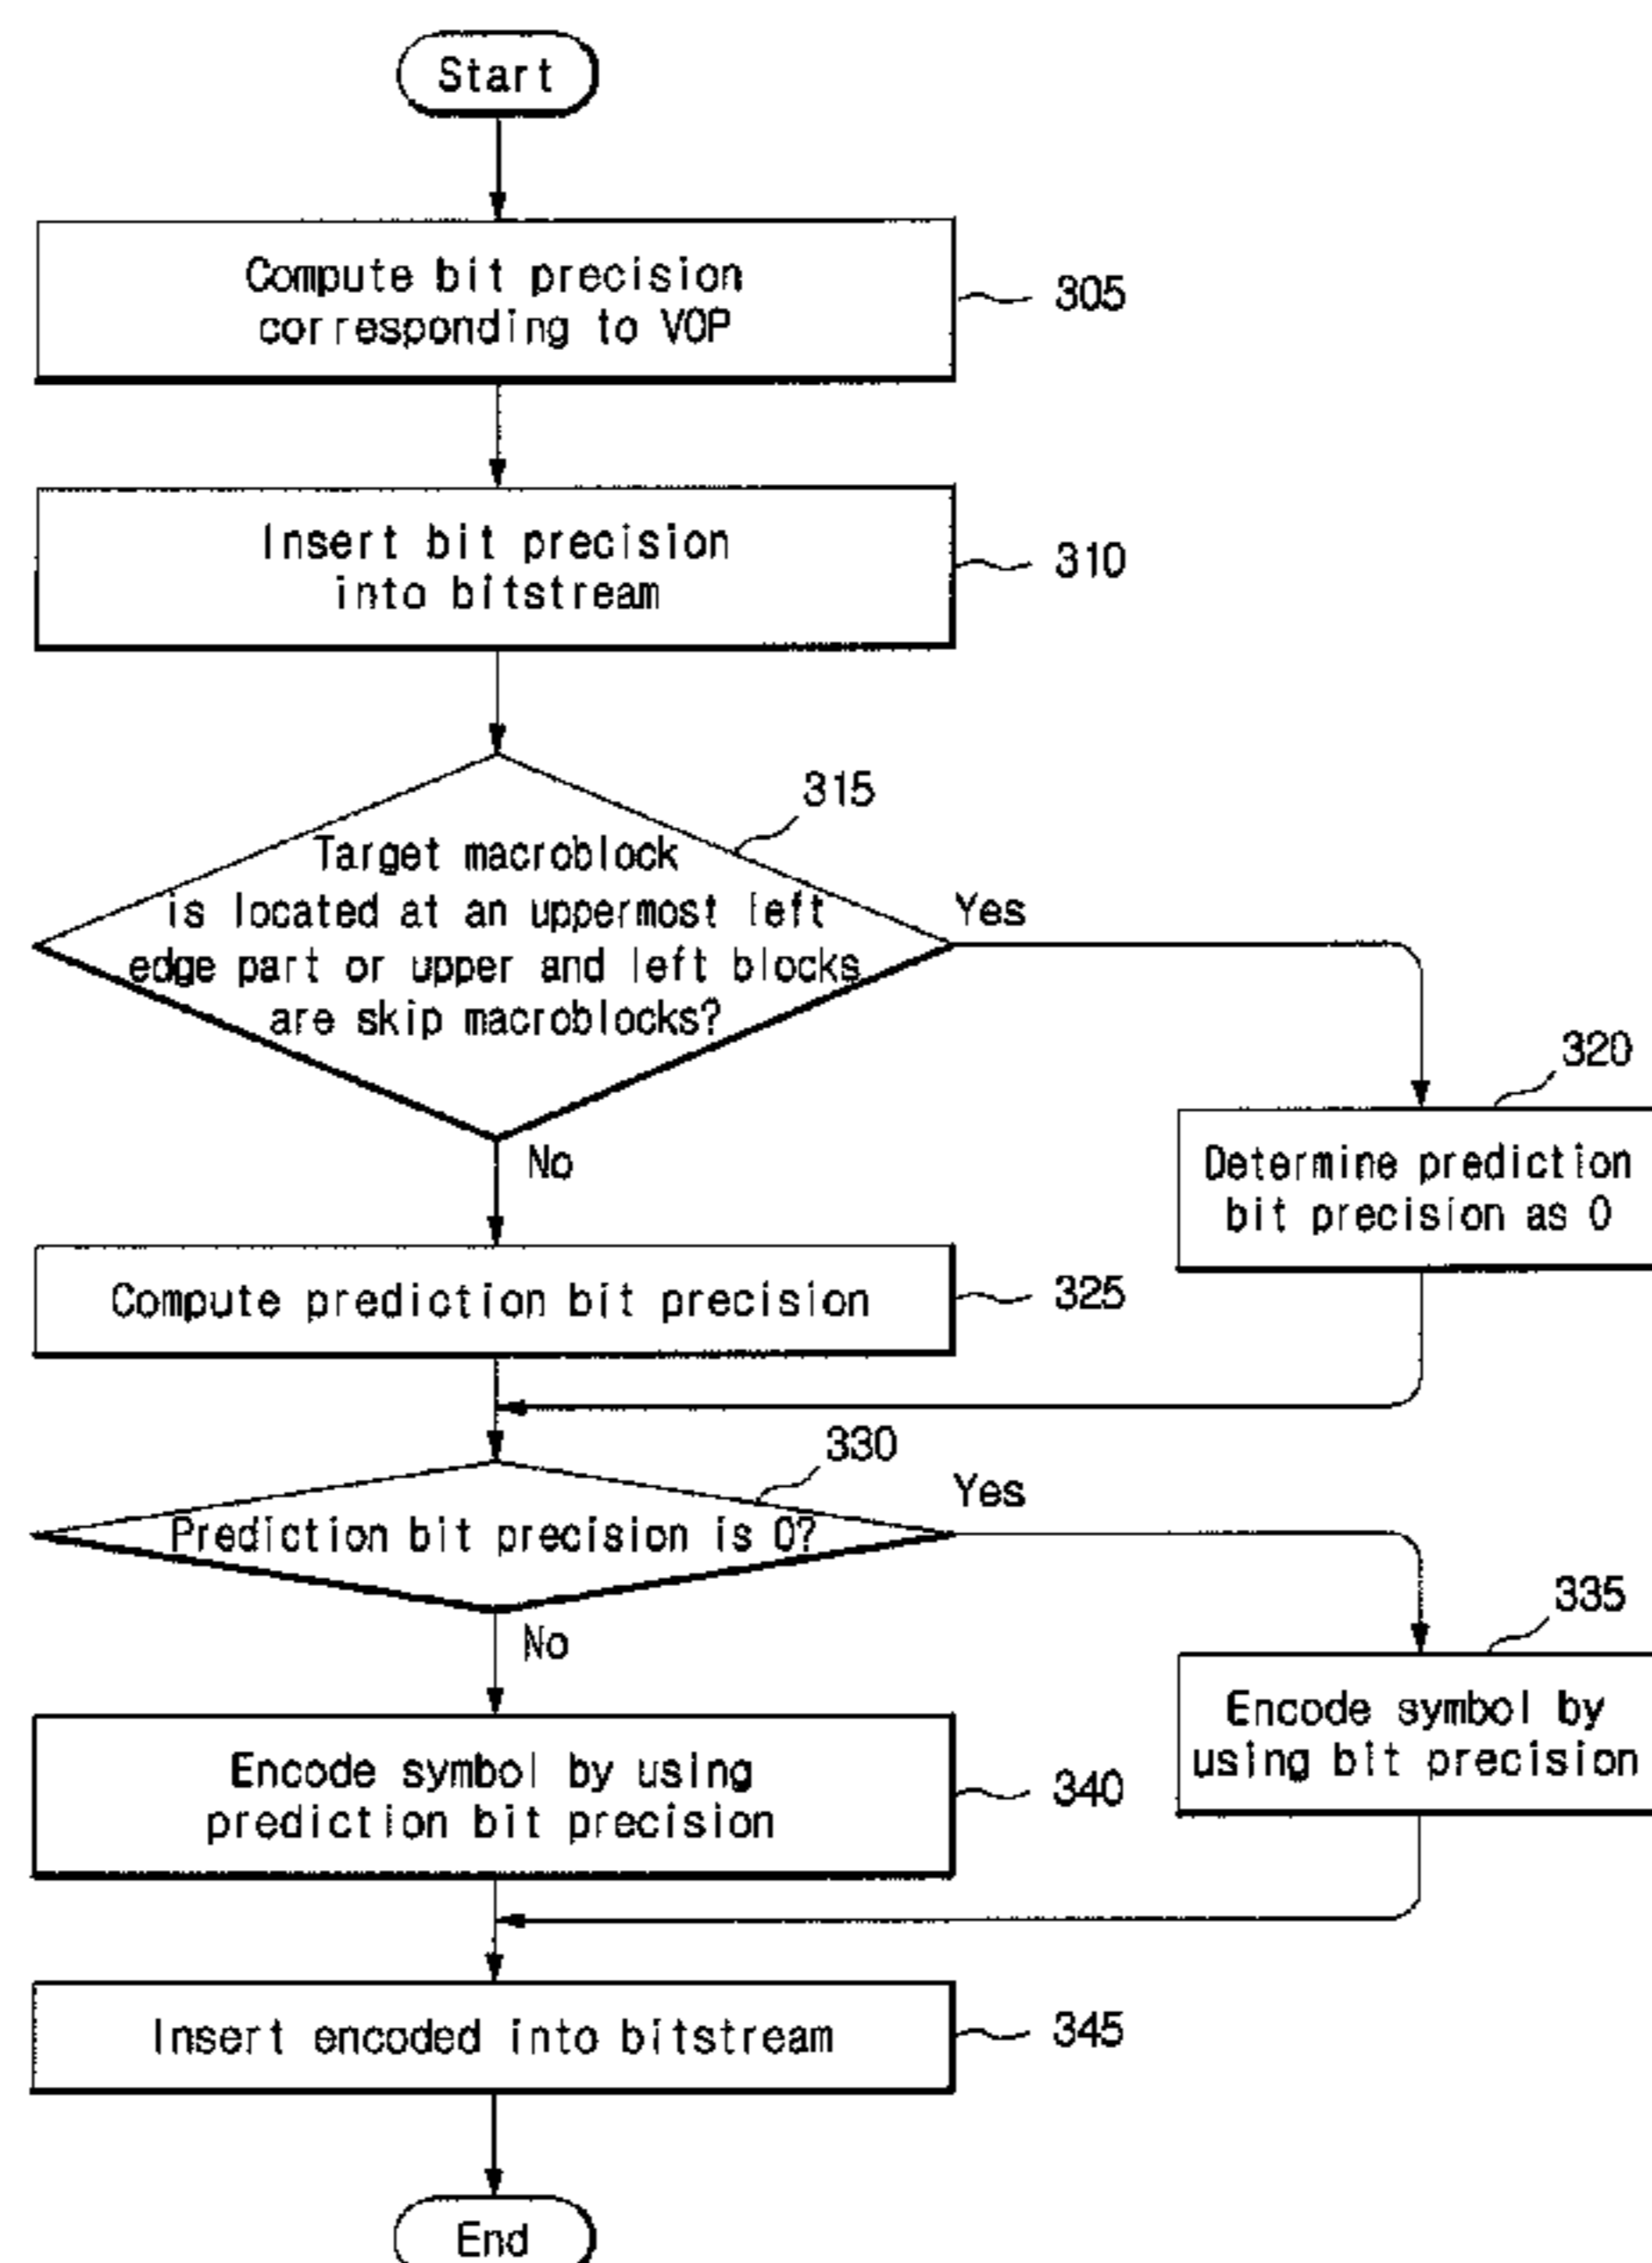 Start
Compute bit precision
corresponding to VOP
305
Insert bit precision
into bitstream
310
315
Target macroblock
is located at an uppermost left
edge part or upper and left blocks
are skip macroblocks?
Yes
No
320
Determine prediction
bit precision as 0
Compute prediction bit precision
325
330
Prediction bit precision is 0?
Yes
No
335
Encode symbol by
using bit precision
Encode symbol by using
prediction bit precision
340
Insert encoded into bitstream
345
End